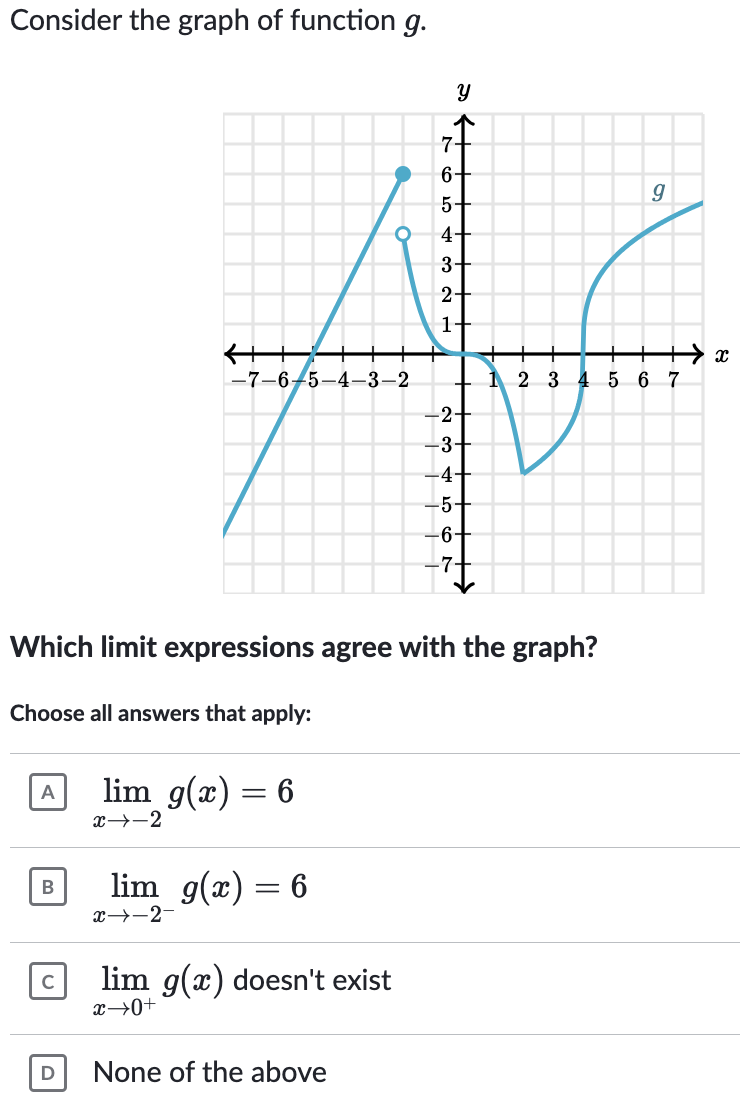 Consider the graph of function g.
y
7
6
g
5
4
3
2
1
x
−7 −6 −5 −4 −3 −2 1 2 3 4 5 6 7
−2
−3
−4
−5
−6
−7
Which limit expressions agree with the graph?
Choose all answers that apply:
A lim g(x) = 6
x→−2
B lim g(x) = 6
x→−2⁻
C lim g(x) doesn't exist
x→0⁺
D None of the above